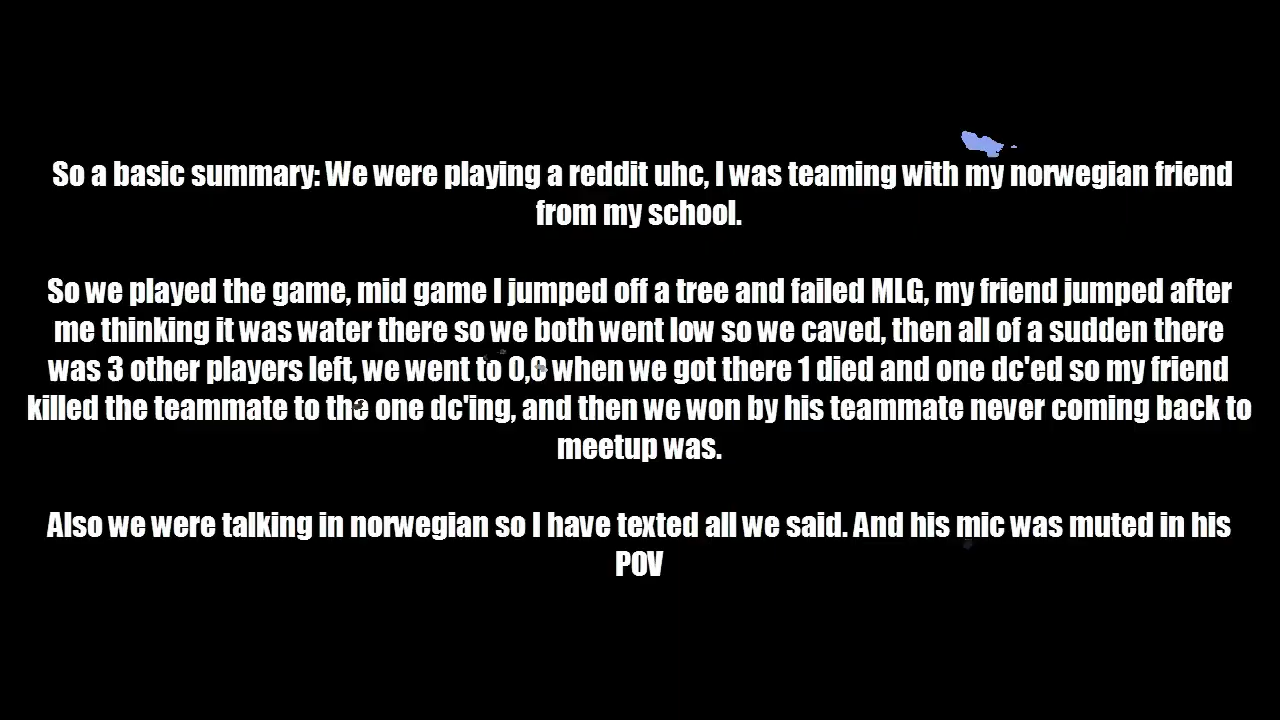 So a basic summary: We were playing a reddit uhc, I was teaming with my norwegian friend
from my school.
So we played the game, mid game I jumped off a tree and failed MLG, my friend jumped after
me thinking it was water there so we both went low so we caved, then all of a sudden there
was 3 other players left, we went to 0,0 when we got there 1 died and one dc'ed so my friend
killed the teammate to the one dc'ing, and then we won by his teammate never coming back to
meetup was.
Also we were talking in norwegian so I have texted all we said. And his mic was muted in his
POV